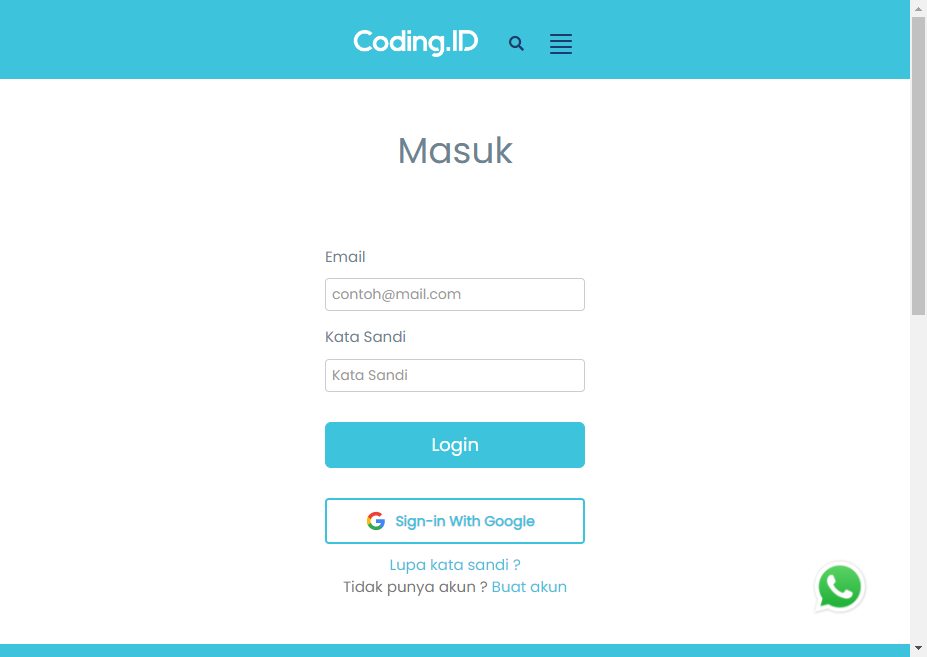 Coding.ID
Masuk
Email
contoh@mail.com
Kata Sandi
Kata Sandi
Login
Sign-in With Google
Lupa kata sandi ?
Tidak punya akun ? Buat akun